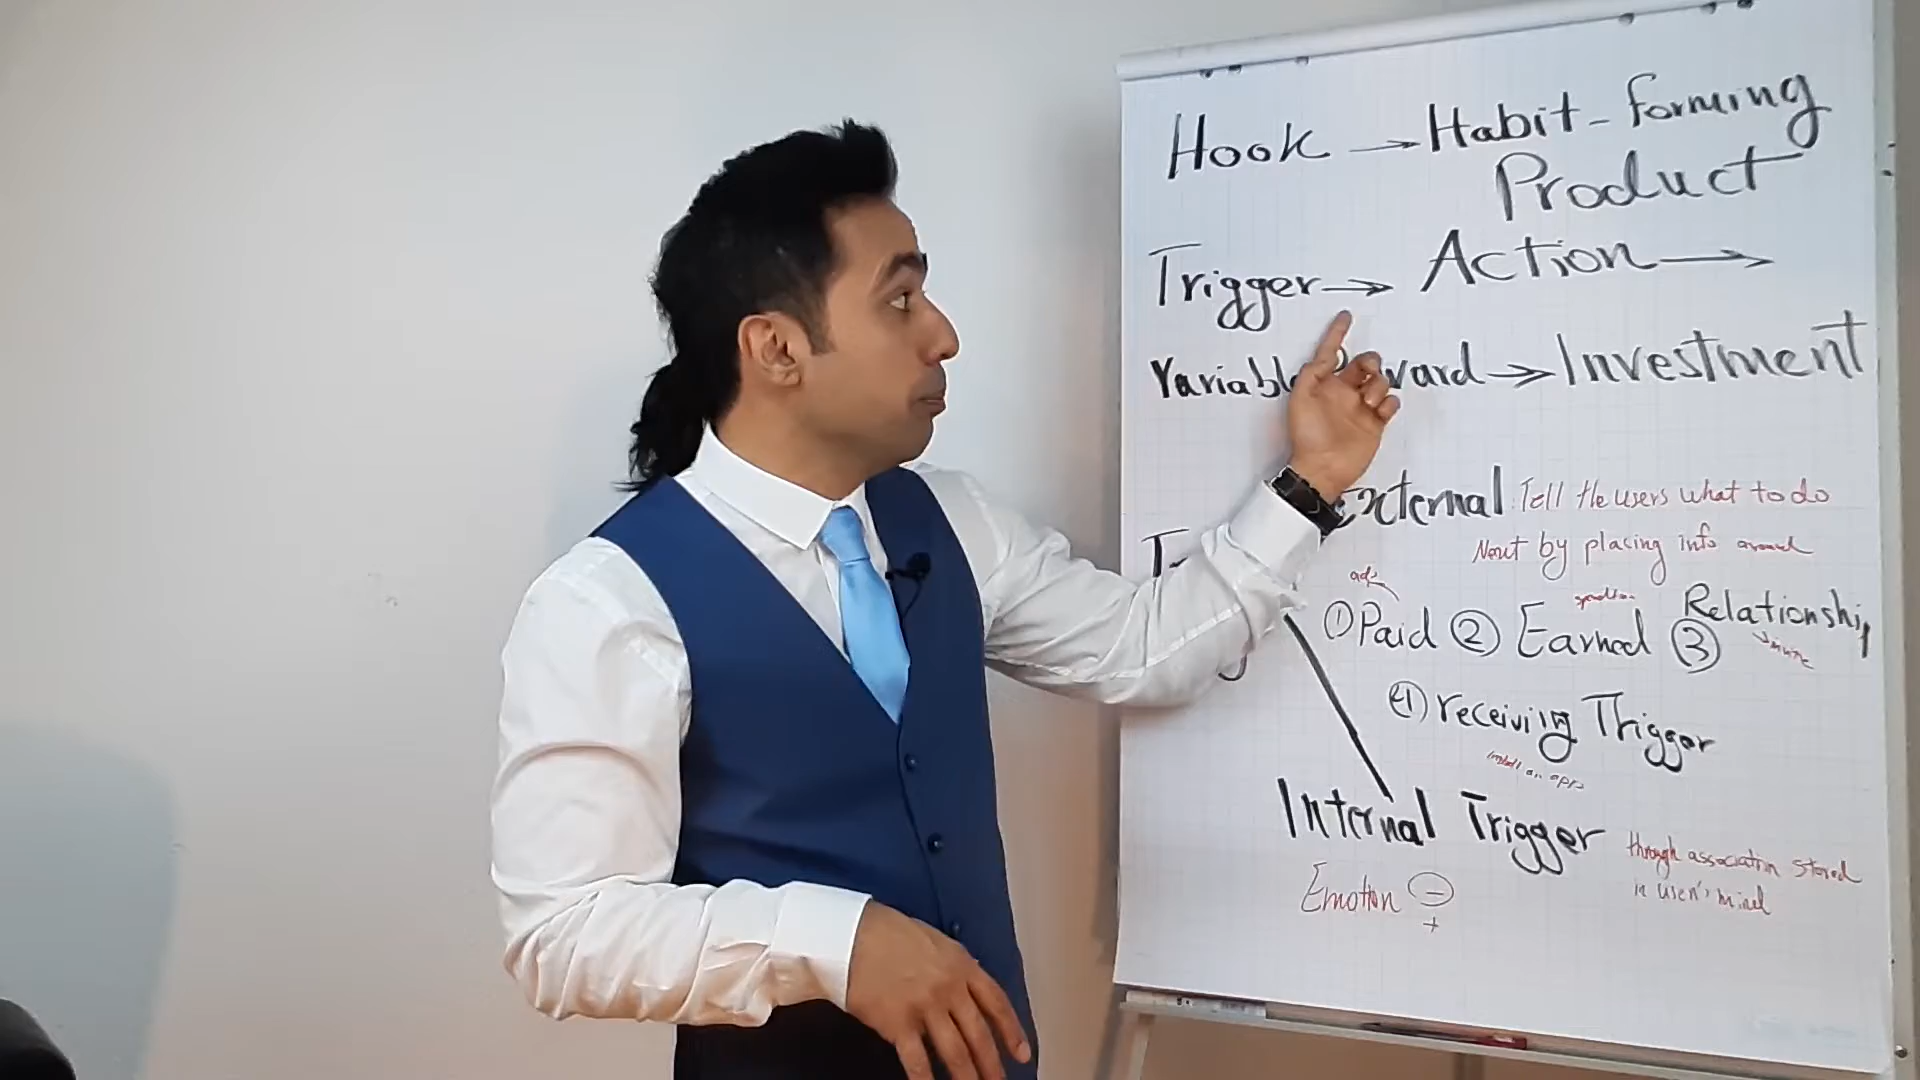 Hook → Habit-forming
Product
Trigger → Action →
Variable Reward → Investment
External Tell the users what to do
Next by placing info around
ads
① Paid ② Earned ③ Relationship
④ receiving Trigger
install an apps
Internal Trigger through association stored
in user's mind
Emotion −
+